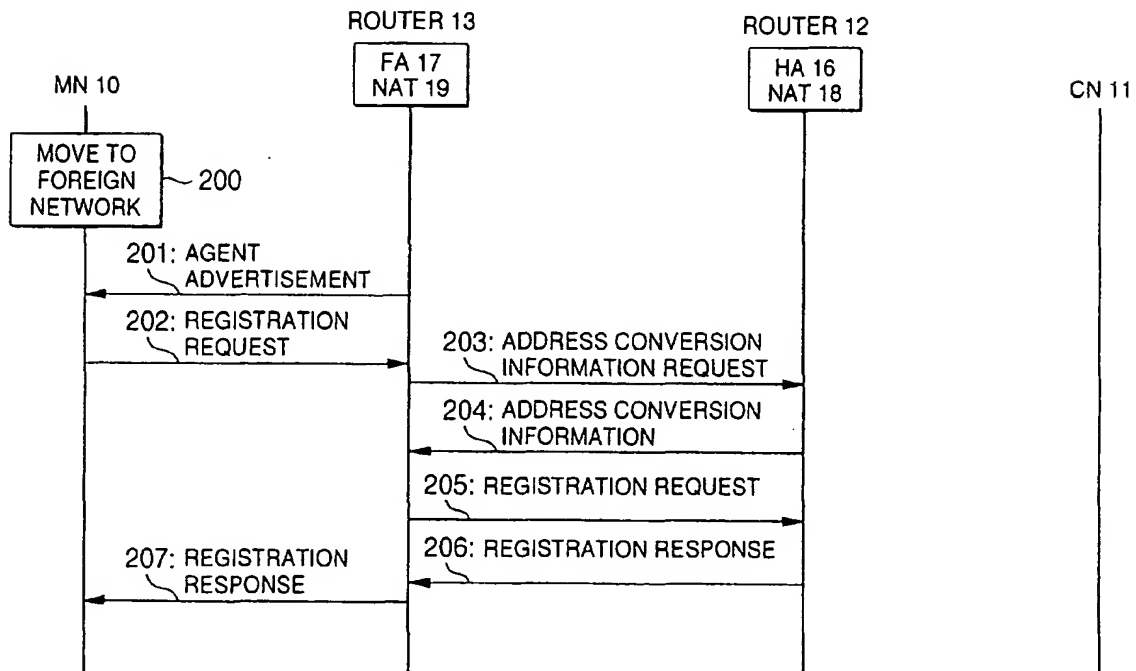 ROUTER 13
ROUTER 12
FA 17
NAT 19
HA 16
NAT 18
MN 10
CN 11
MOVE TO
FOREIGN
NETWORK
200
201: AGENT
ADVERTISEMENT
202: REGISTRATION
REQUEST
203: ADDRESS CONVERSION
INFORMATION REQUEST
204: ADDRESS CONVERSION
INFORMATION
205: REGISTRATION REQUEST
206: REGISTRATION RESPONSE
207: REGISTRATION
RESPONSE